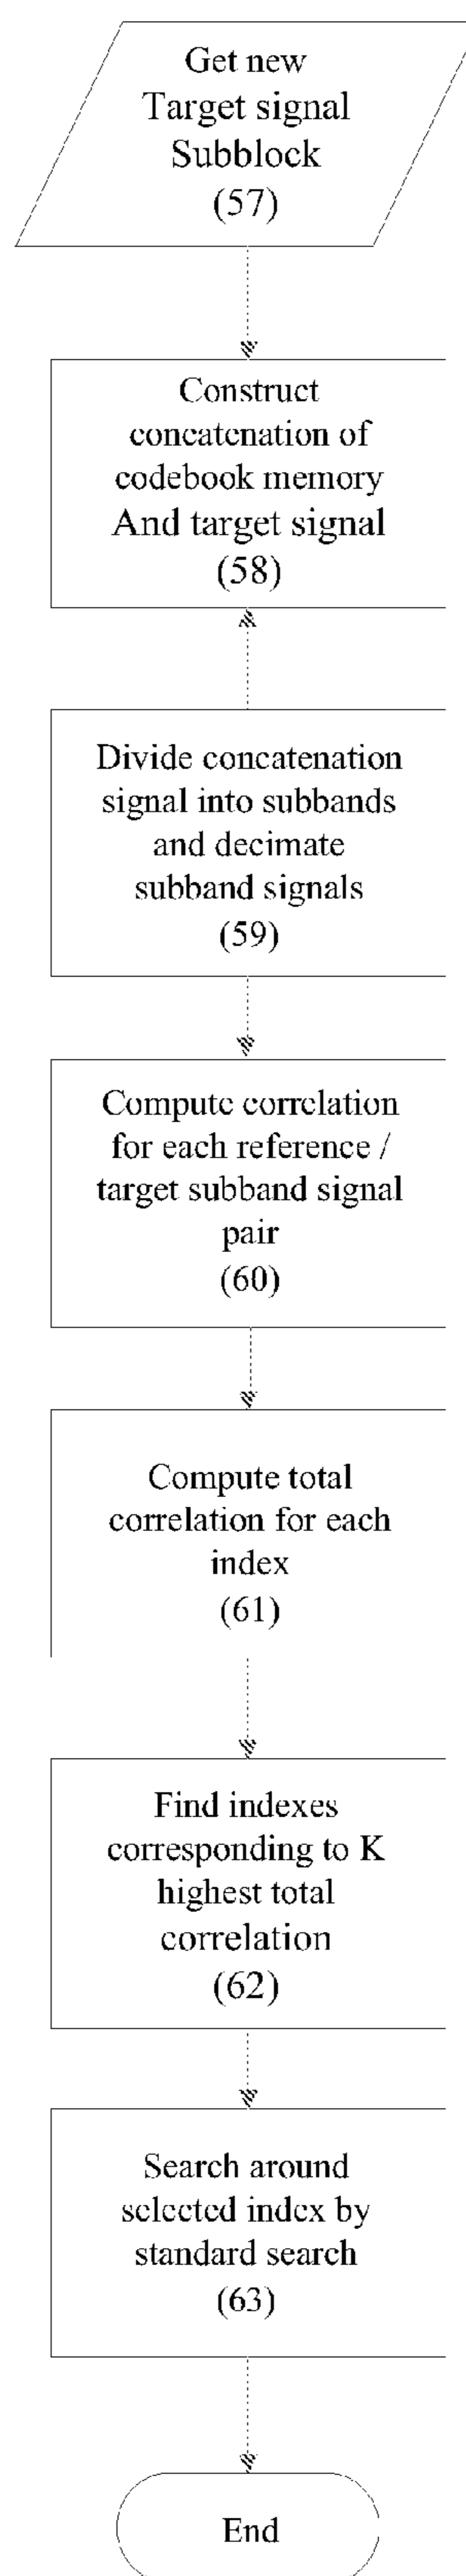 Get new
Target signal
Subblock
(57)
Construct
concatenation of
codebook memory
And target signal
(58)
Divide concatenation
signal into subbands
and decimate
subband signals
(59)
Compute correlation
for each reference /
target subband signal
pair
(60)
Compute total
correlation for each
index
(61)
Find indexes
corresponding to K
highest total
correlation
(62)
Search around
selected index by
standard search
(63)
End